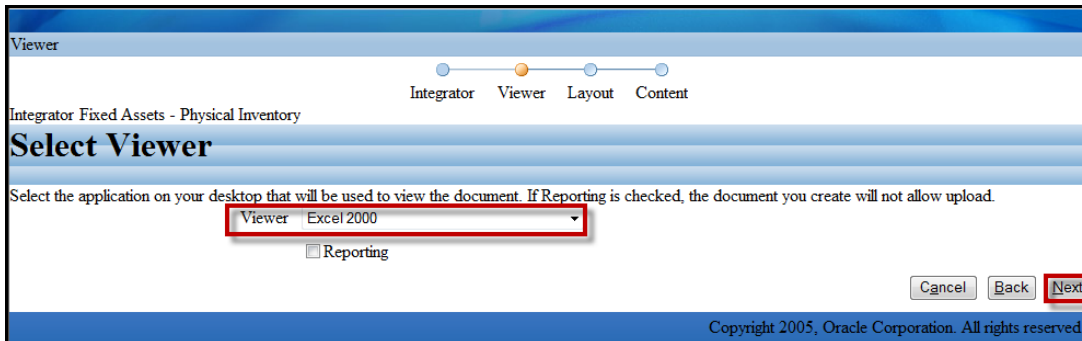 Viewer
Integrator Viewer Layout Content
Integrator Fixed Assets - Physical Inventory
Select Viewer
Select the application on your desktop that will be used to view the document. If Reporting is checked, the document you create will not allow upload.
Viewer Excel 2000
Reporting
Cancel Back Next
Copyright 2005, Oracle Corporation. All rights reserved.